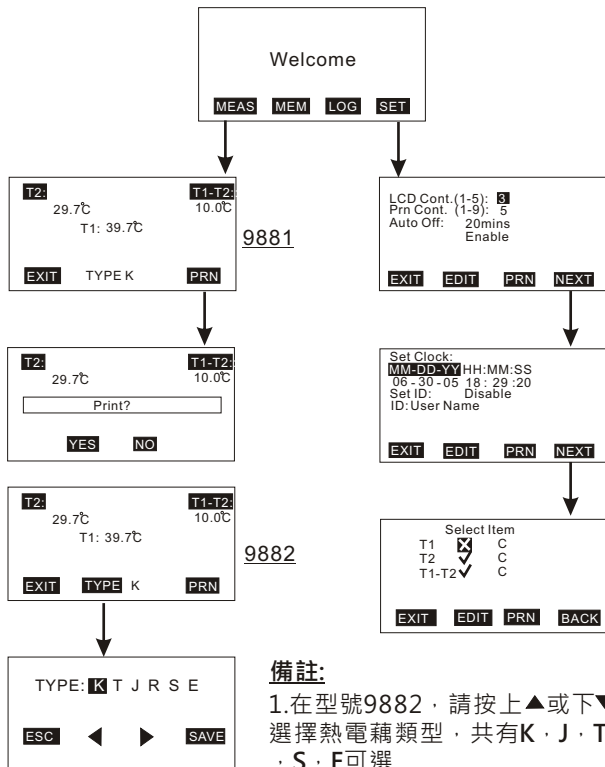 Welcome
MEAS MEM LOG SET
T2: T1-T2:
29.7℃ 10.0℃
T1: 39.7℃
EXIT TYPE K PRN
9881
T2: T1-T2:
29.7℃ 10.0℃
Print?
YES NO
T2: T1-T2:
29.7℃ 10.0℃
T1: 39.7℃
EXIT TYPE K PRN
9882
TYPE: K T J R S E
ESC ◀ ▶ SAVE
LCD Cont.(1-5): 3
Prn Cont. (1-9): 5
Auto Off: 20mins
Enable
EXIT EDIT PRN NEXT
Set Clock:
MM-DD-YY HH:MM:SS
06-30-05 18:29:20
Set ID: Disable
ID:User Name
EXIT EDIT PRN NEXT
Select Item
T1 ☒ C
T2 ✓ C
T1-T2 ✓ C
EXIT EDIT PRN BACK
備註:
1.在型號9882，請按上▲或下▼
選擇熱電藕類型，共有K，J，T
，S，E可選